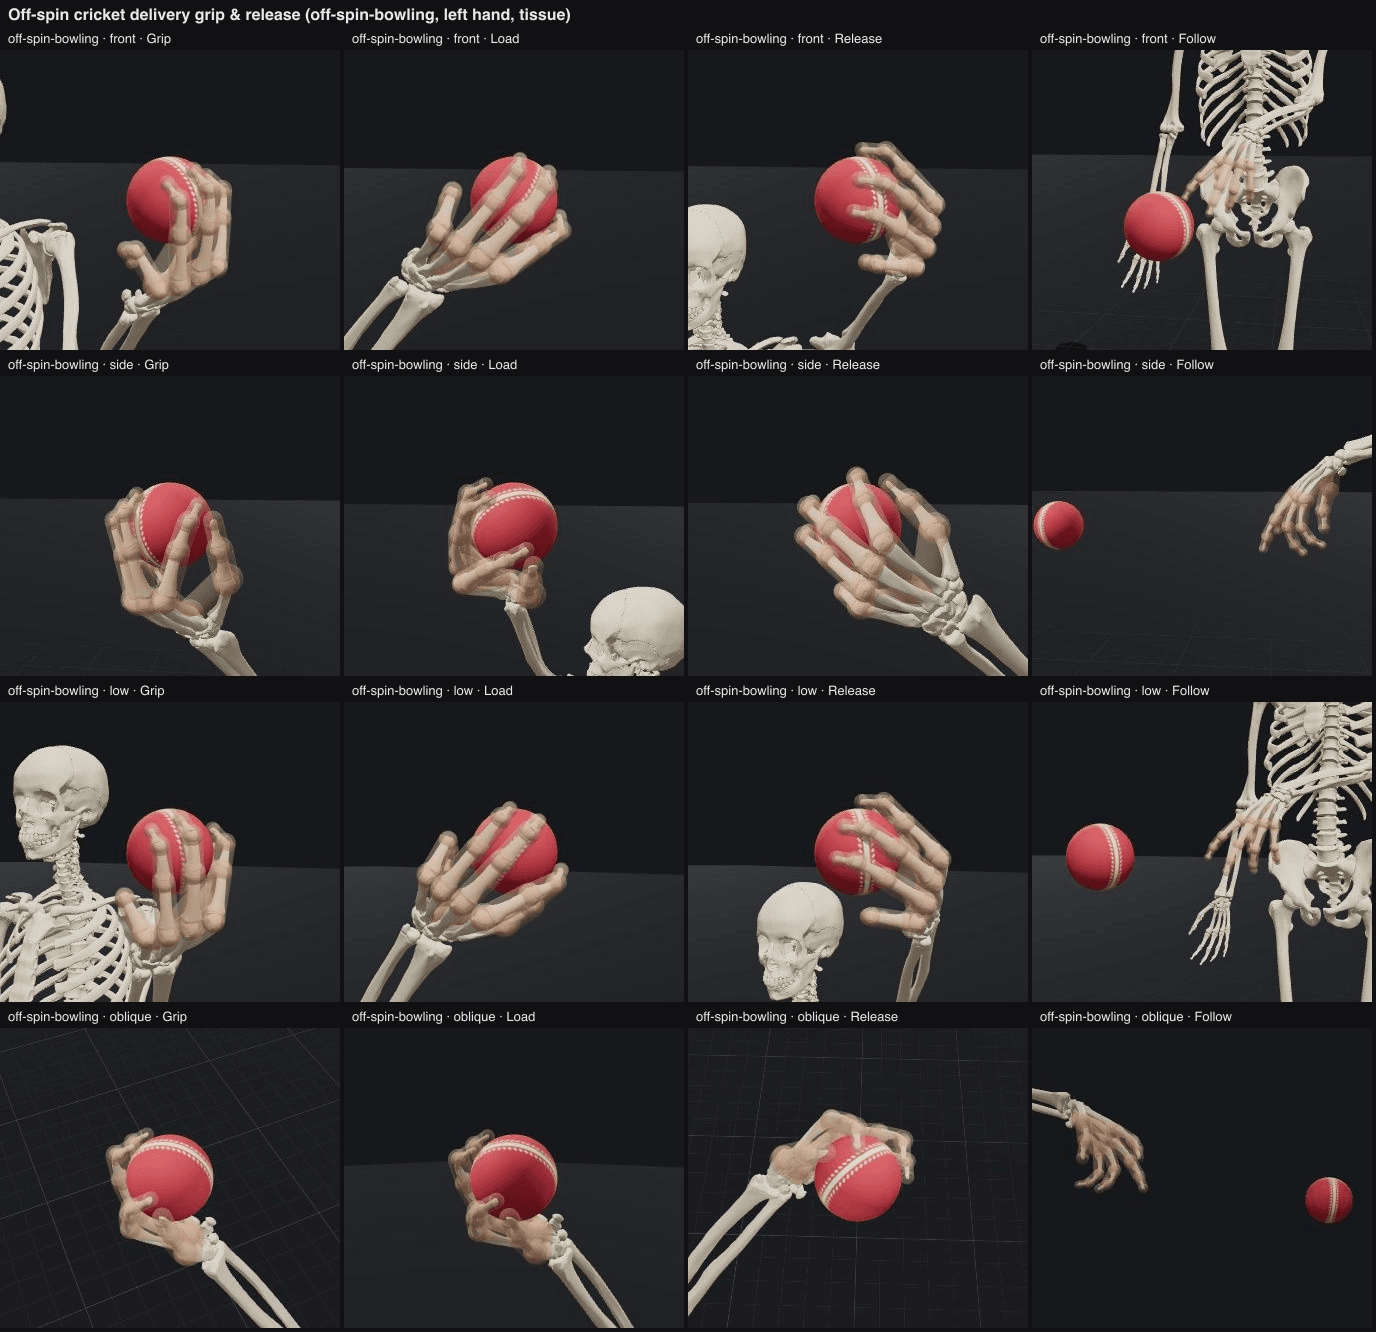 Off-spin cricket delivery grip & release (off-spin-bowling, left hand, tissue)
off-spin-bowling · front · Grip
off-spin-bowling · front · Load
off-spin-bowling · front · Release
off-spin-bowling · front · Follow
off-spin-bowling · side · Grip
off-spin-bowling · side · Load
off-spin-bowling · side · Release
off-spin-bowling · side · Follow
off-spin-bowling · low · Grip
off-spin-bowling · low · Load
off-spin-bowling · low · Release
off-spin-bowling · low · Follow
off-spin-bowling · oblique · Grip
off-spin-bowling · oblique · Load
off-spin-bowling · oblique · Release
off-spin-bowling · oblique · Follow